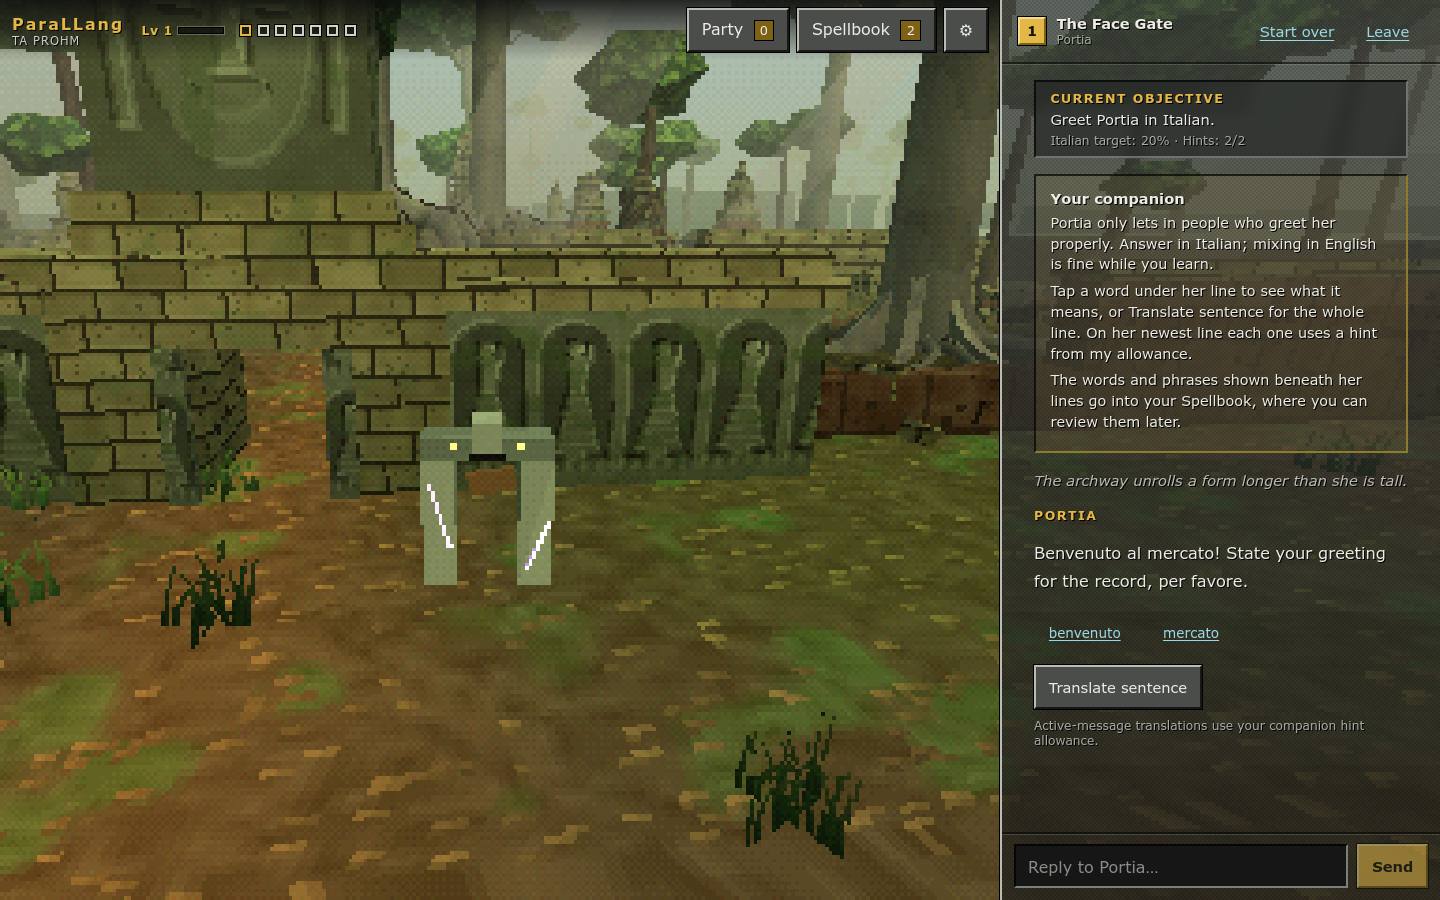 ParaLLang
TA PROHM
Lv 1
Party 0
Spellbook 2
⚙
1
The Face Gate
Portia
Start over
Leave
CURRENT OBJECTIVE
Greet Portia in Italian.
Italian target: 20% · Hints: 2/2
Your companion
Portia only lets in people who greet her
properly. Answer in Italian; mixing in English
is fine while you learn.
Tap a word under her line to see what it
means, or Translate sentence for the whole
line. On her newest line each one uses a hint
from my allowance.
The words and phrases shown beneath her
lines go into your Spellbook, where you can
review them later.
The archway unrolls a form longer than she is tall.
PORTIA
Benvenuto al mercato! State your greeting
for the record, per favore.
benvenuto mercato
Translate sentence
Active-message translations use your companion hint
allowance.
Reply to Portia…
Send